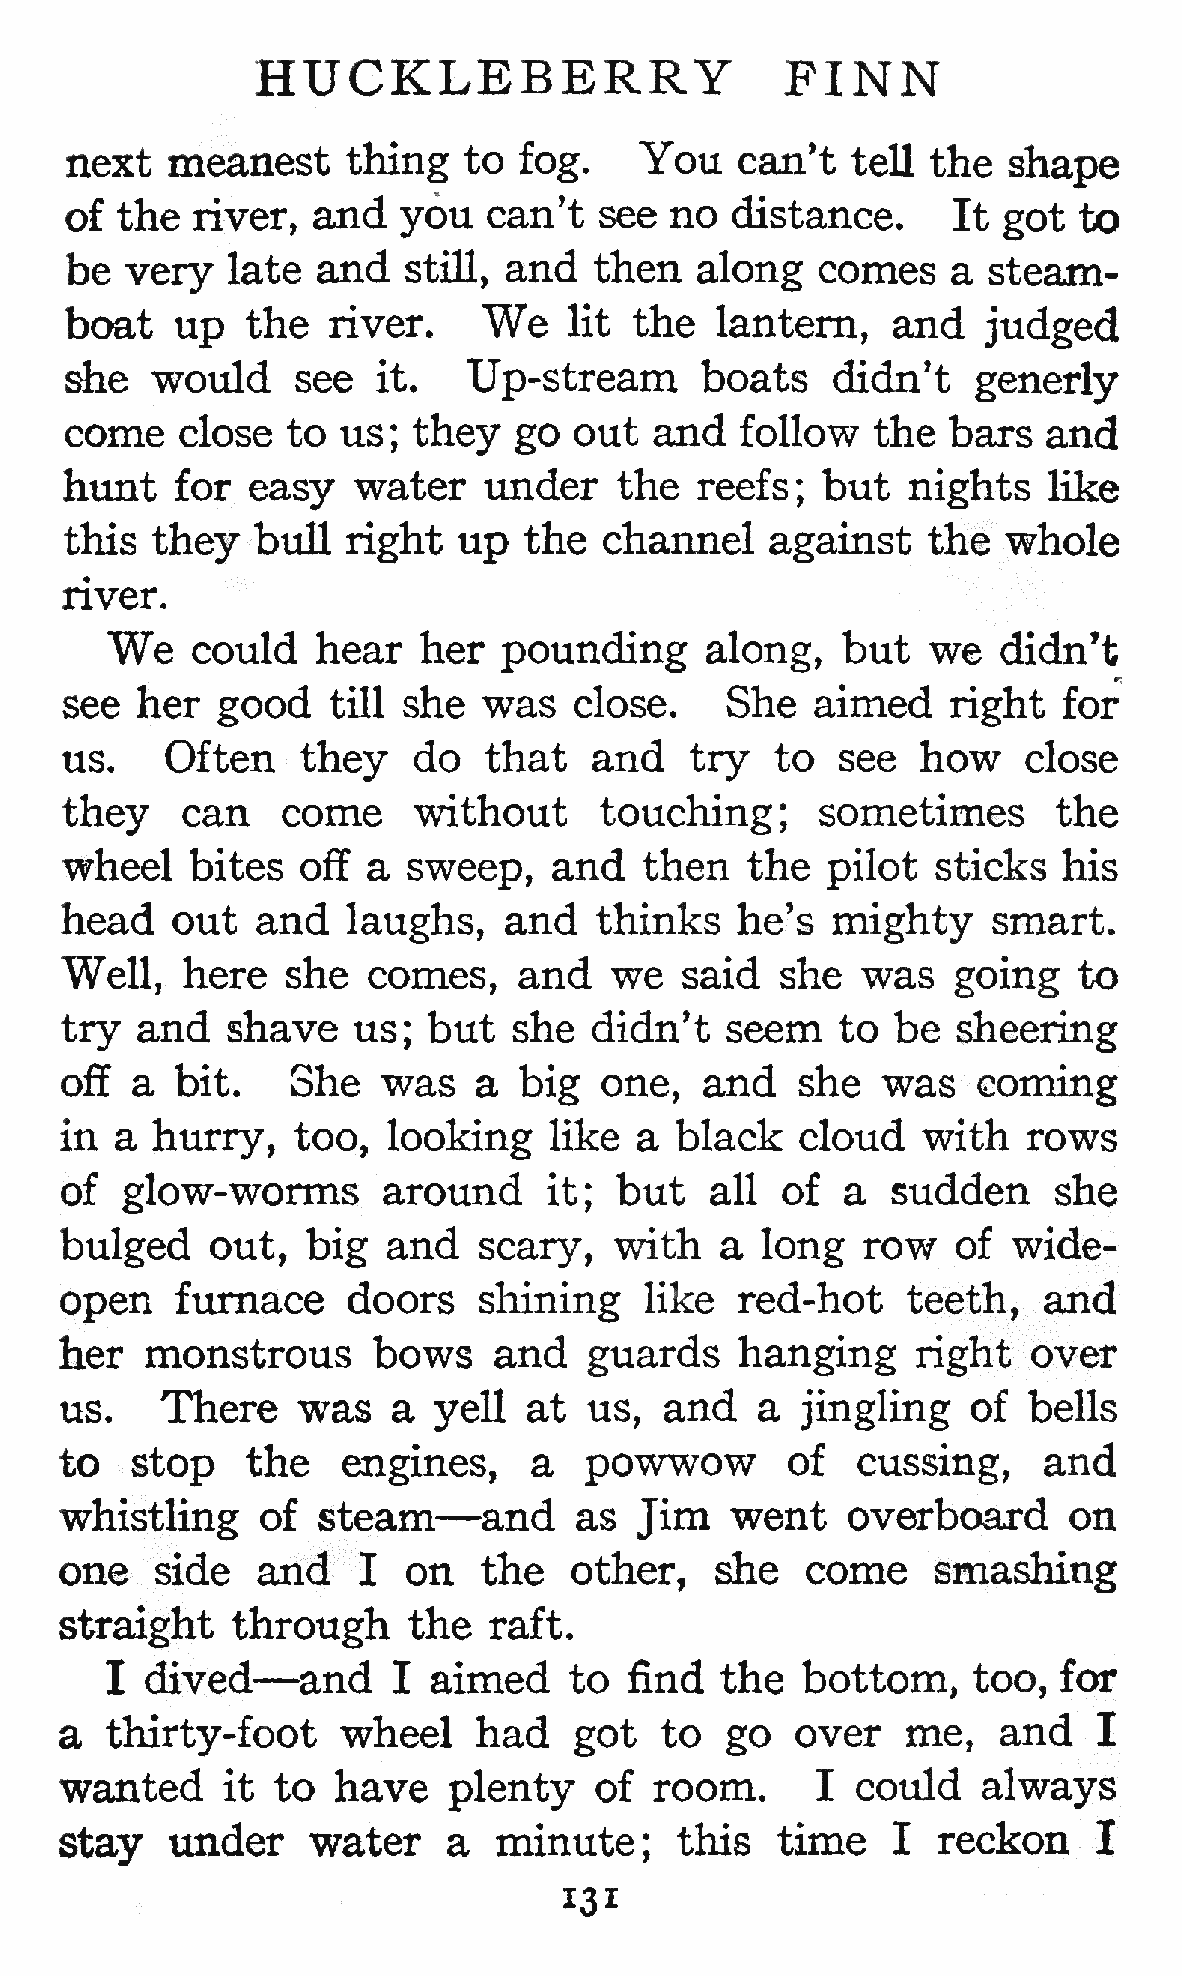 HUCKLEBERRY FINN
next meanest thing to fog. You can't tell the shape
of the river, and you can't see no distance. It got to
be very late and still, and then along comes a steam-
boat up the river. We lit the lantern, and judged
she would see it. Up-stream boats didn't generly
come close to us; they go out and follow the bars and
hunt for easy water under the reefs; but nights like
this they bull right up the channel against the whole
river.
We could hear her pounding along, but we didn't
see her good till she was close. She aimed right for
us. Often they do that and try to see how close
they can come without touching; sometimes the
wheel bites off a sweep, and then the pilot sticks his
head out and laughs, and thinks he's mighty smart.
Well, here she comes, and we said she was going to
try and shave us; but she didn't seem to be sheering
off a bit. She was a big one, and she was coming
in a hurry, too, looking like a black cloud with rows
of glow-worms around it; but all of a sudden she
bulged out, big and scary, with a long row of wide-
open furnace doors shining like red-hot teeth, and
her monstrous bows and guards hanging right over
us. There was a yell at us, and a jingling of bells
to stop the engines, a powwow of cussing, and
whistling of steam—and as Jim went overboard on
one side and I on the other, she come smashing
straight through the raft.
I dived—and I aimed to find the bottom, too, for
a thirty-foot wheel had got to go over me, and I
wanted it to have plenty of room. I could always
stay under water a minute; this time I reckon I
131